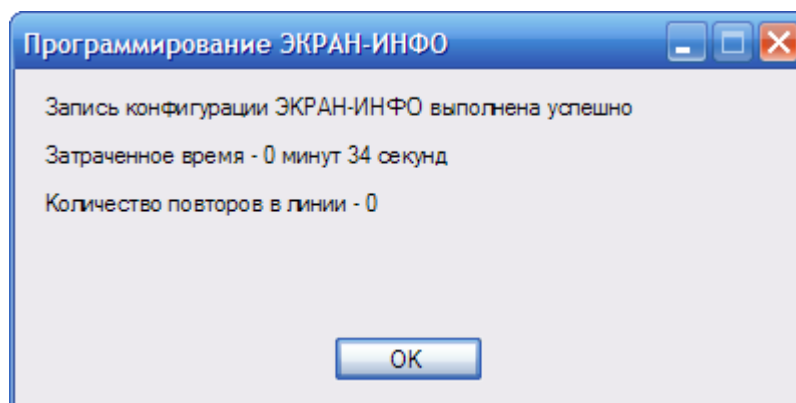 Программирование ЭКРАН-ИНФО
Запись конфигурации ЭКРАН-ИНФО выполнена успешно
Затраченное время - 0 минут 34 секунд
Количество повторов в линии - 0
OK